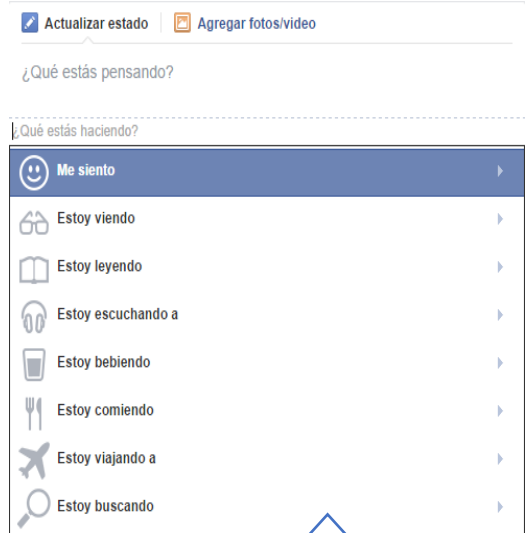 Actualizar estado Agregar fotos/video
¿Qué estás pensando?
¿Qué estás haciendo?
Me siento
Estoy viendo
Estoy leyendo
Estoy escuchando a
Estoy bebiendo
Estoy comiendo
Estoy viajando a
Estoy buscando